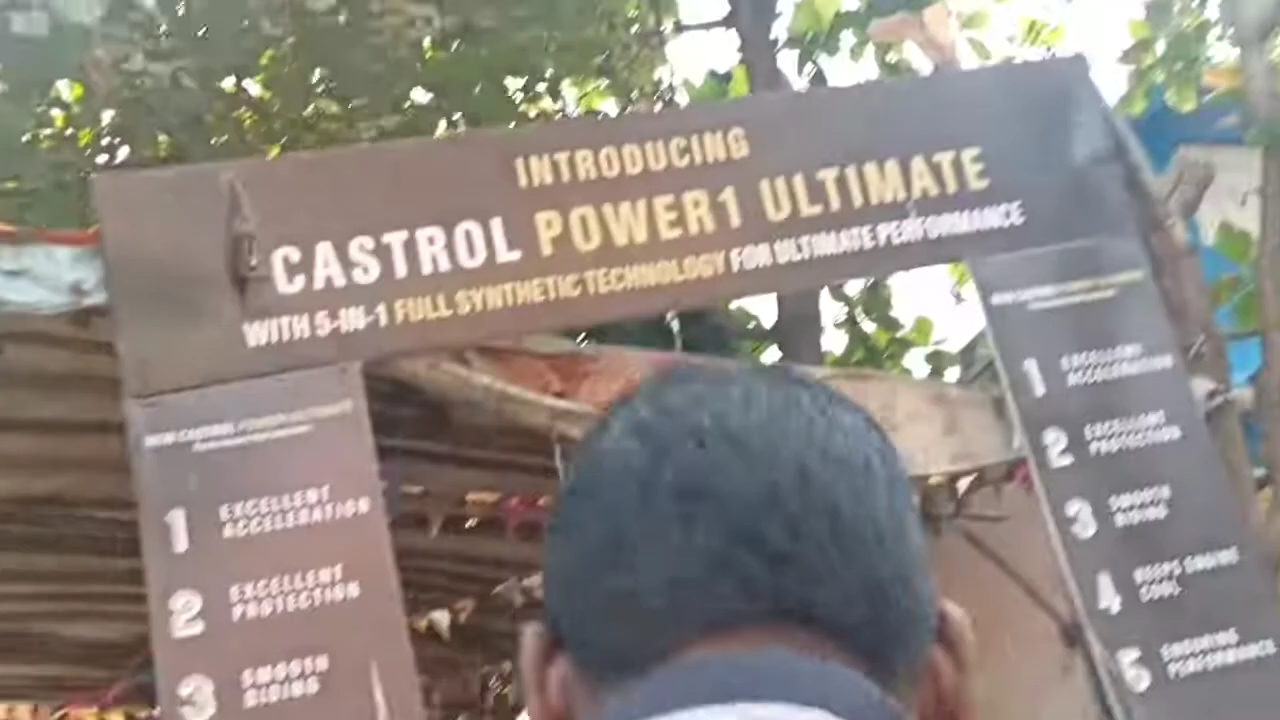 INTRODUCING
CASTROL POWER1 ULTIMATE
WITH 5-IN-1 FULL SYNTHETIC TECHNOLOGY FOR ULTIMATE PERFORMANCE
1 EXCELLENT
ACCELERATION
2 EXCELLENT
PROTECTION
3 SMOOTH
RIDING
1 EXCELLENT
ACCELERATION
2 EXCELLENT
PROTECTION
3 SMOOTH
RIDING
4 KEEPS ENGINE
COOL
5 ENDURING
PERFORMANCE